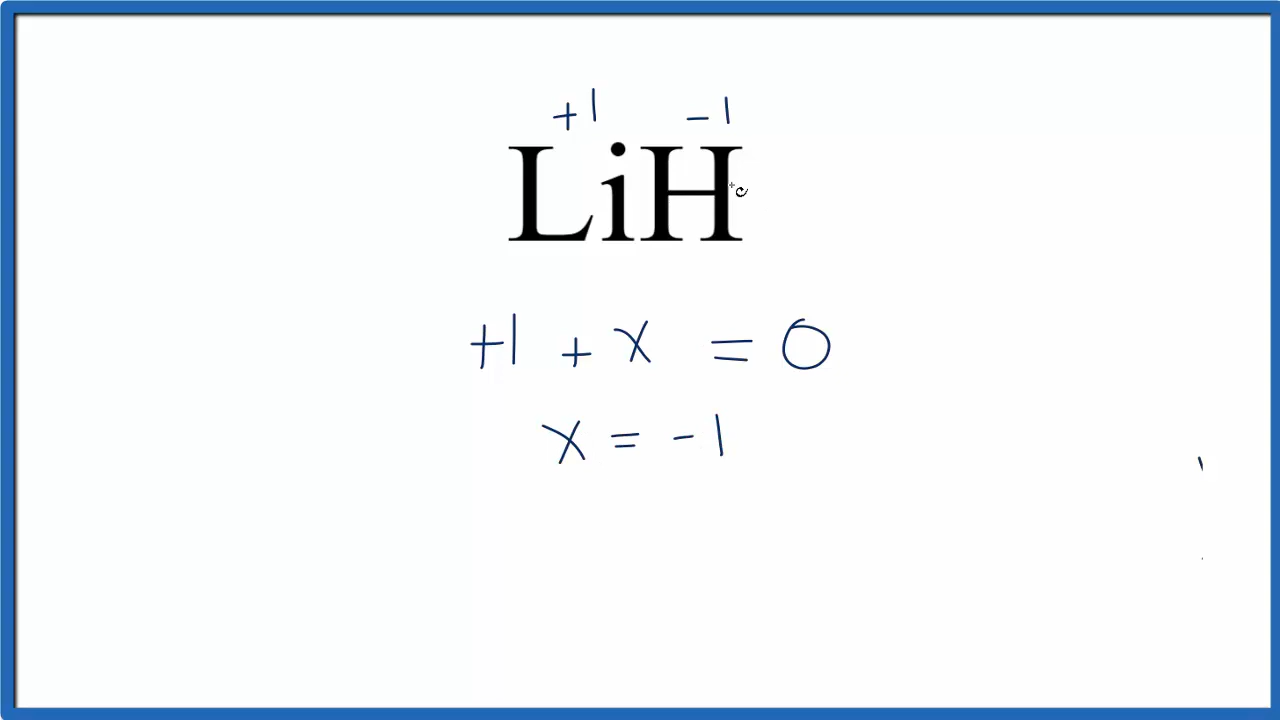 +1 -1
LiH
+1 + x = 0
x = -1